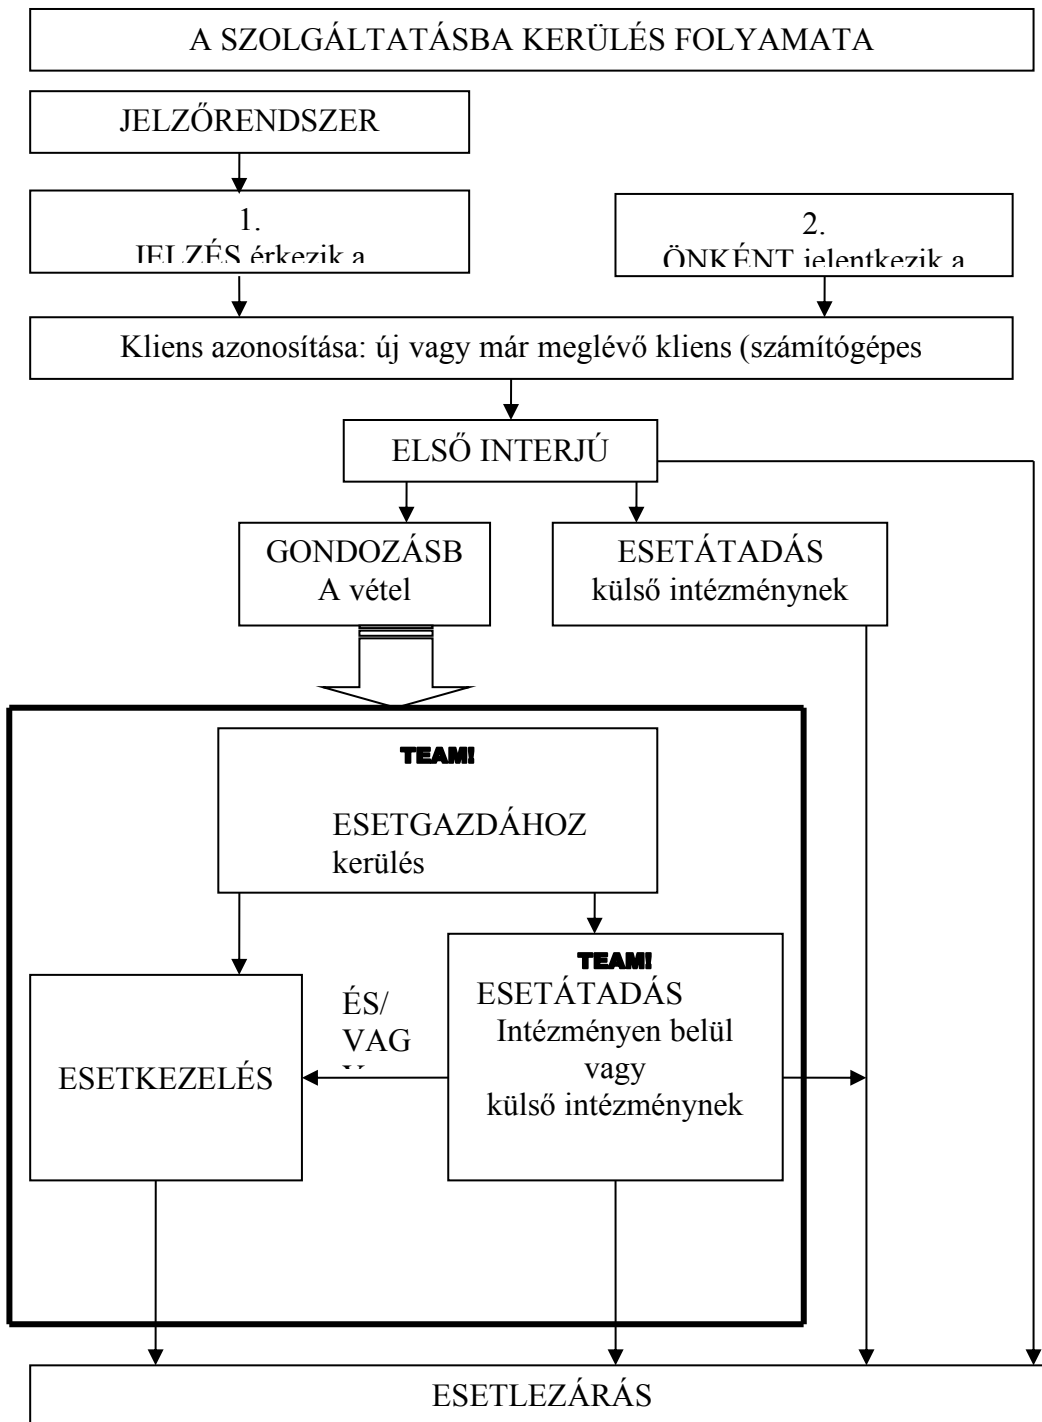 A SZOLGÁLTATÁSBA KERÜLÉS FOLYAMATA
JELZŐRENDSZER
1.
JELZÉS érkezik a
2.
ÖNKÉNT jelentkezik a
Kliens azonosítása: új vagy már meglévő kliens (számítógépes
ELSŐ INTERJÚ
GONDOZÁSB
A vétel
ESETÁTADÁS
külső intézménynek
TEAM!
ESETGAZDÁHOZ
kerülés
TEAM!
ESETÁTADÁS
Intézményen belül
vagy
külső intézménynek
ÉS/
VAG
ESETKEZELÉS
ESETLEZÁRÁS